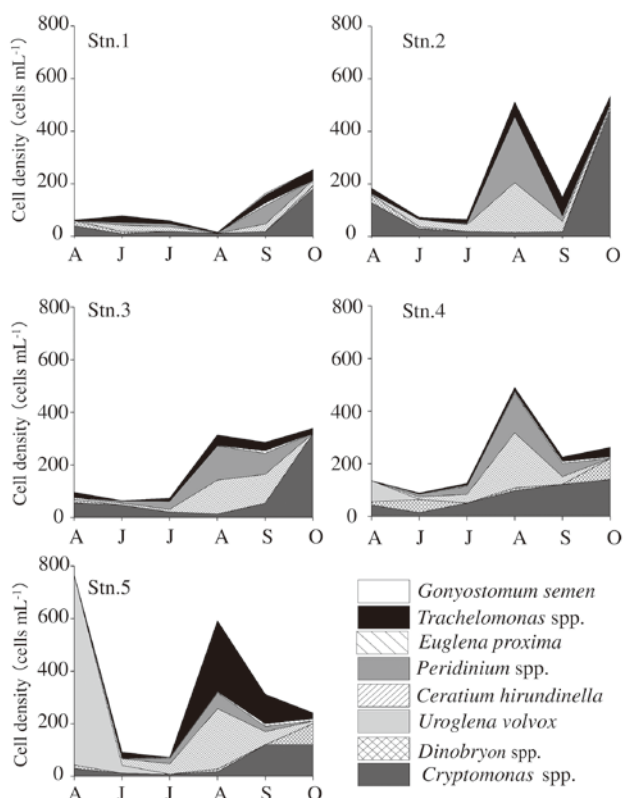 Stn.1
Cell density (cells mL-1)
800
600
400
200
0
A J J A S O
Stn.2
800
600
400
200
0
A J J A S O
Stn.3
Cell density (cells mL-1)
800
600
400
200
0
A J J A S O
Stn.4
800
600
400
200
0
A J J A S O
Stn.5
Cell density (cells mL-1)
800
600
400
200
0
A J J A S O
Gonyostomum semen
Trachelomonas spp.
Euglena proxima
Peridinium spp.
Ceratium hirundinella
Uroglena volvox
Dinobryon spp.
Cryptomonas spp.